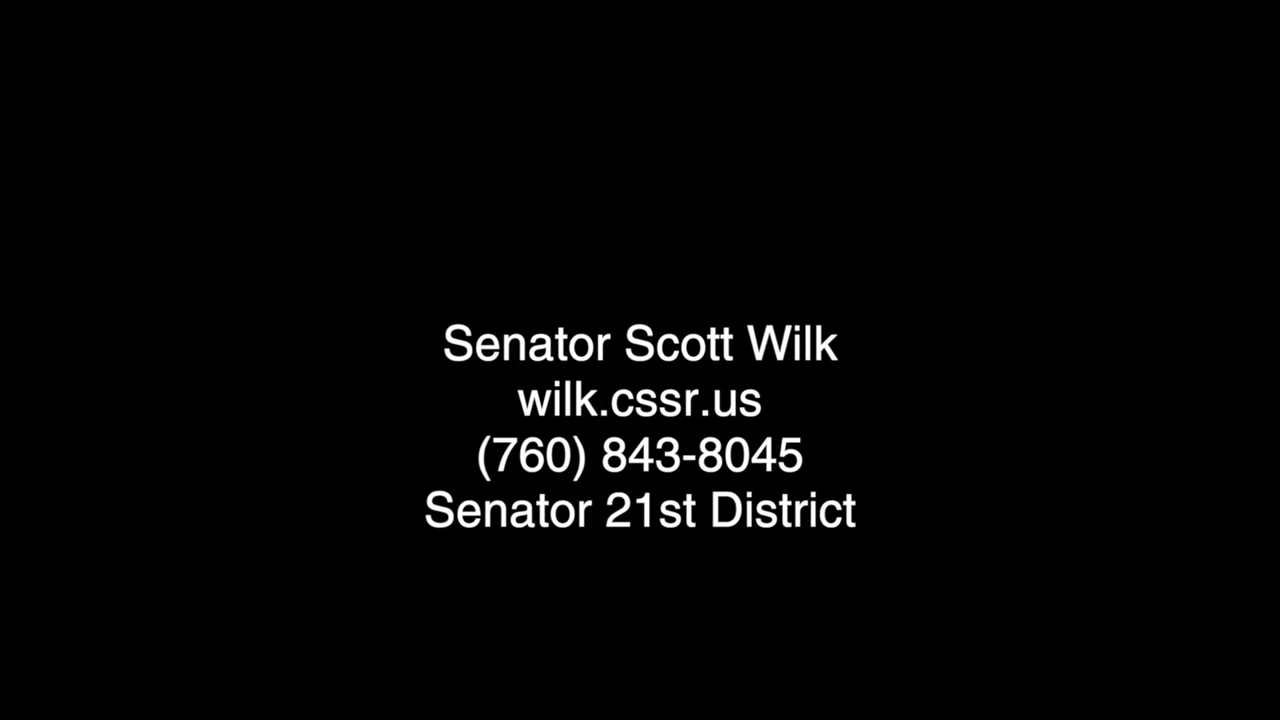 Senator Scott Wilk
wilk.cssr.us
(760) 843-8045
Senator 21st District